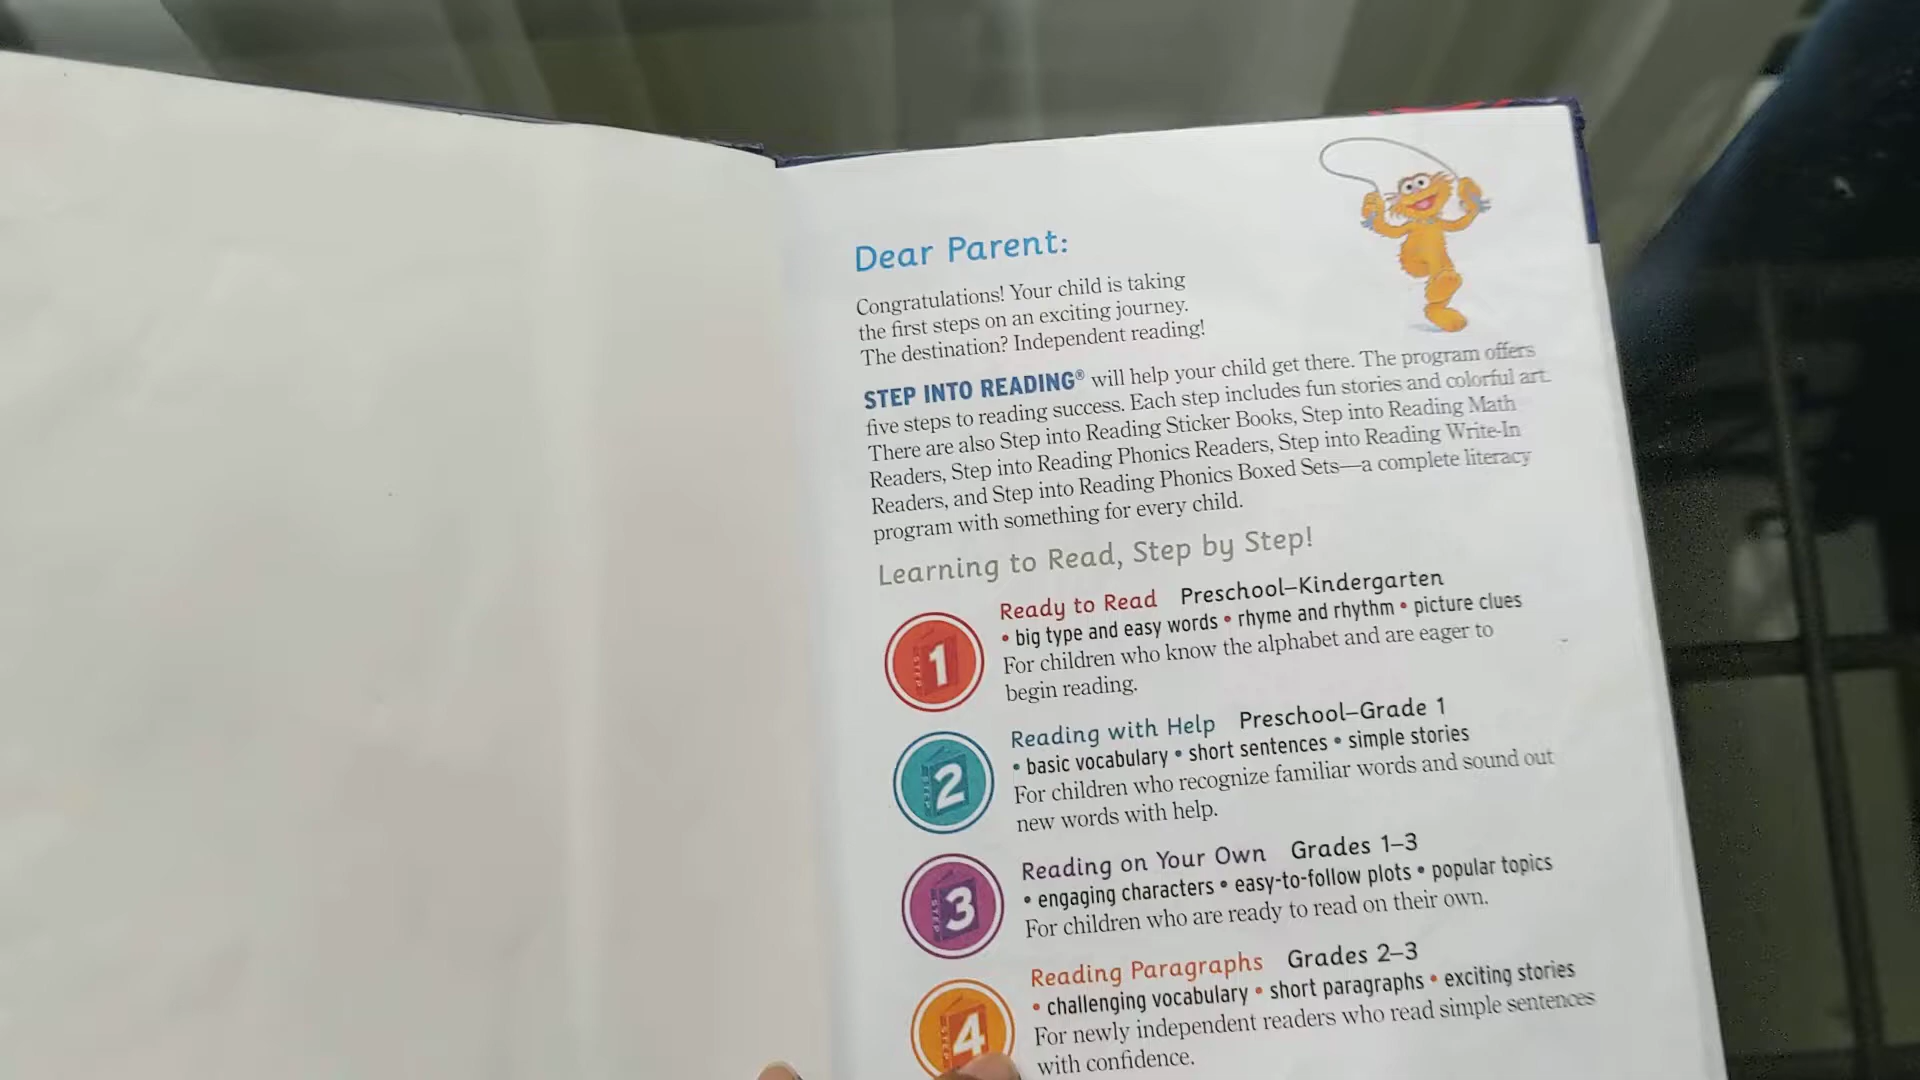 Dear Parent:
Congratulations! Your child is taking
the first steps on an exciting journey.
The destination? Independent reading!
STEP INTO READING® will help your child get there. The program offers
five steps to reading success. Each step includes fun stories and colorful art.
There are also Step into Reading Sticker Books, Step into Reading Math
Readers, Step into Reading Phonics Readers, Step into Reading Write-In
Readers, and Step into Reading Phonics Boxed Sets—a complete literacy
program with something for every child.
Learning to Read, Step by Step!
1
Ready to Read Preschool–Kindergarten
• big type and easy words • rhyme and rhythm • picture clues
For children who know the alphabet and are eager to
begin reading.
2
Reading with Help Preschool–Grade 1
• basic vocabulary • short sentences • simple stories
For children who recognize familiar words and sound out
new words with help.
3
Reading on Your Own Grades 1–3
• engaging characters • easy-to-follow plots • popular topics
For children who are ready to read on their own.
4
Reading Paragraphs Grades 2–3
• challenging vocabulary • short paragraphs • exciting stories
For newly independent readers who read simple sentences
with confidence.